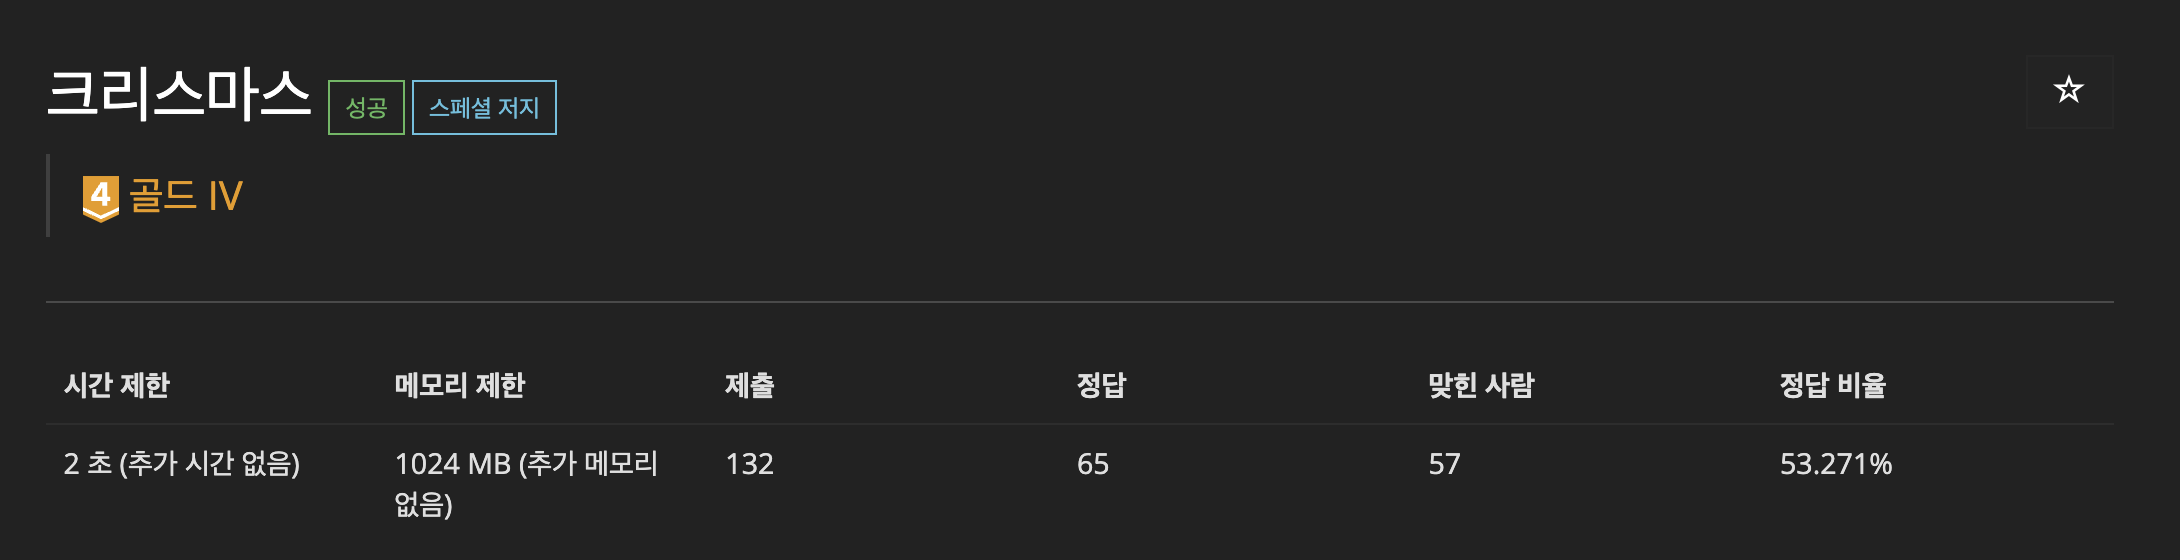 크리스마스 성공 스페셜 저지
4 골드 IV
시간 제한 메모리 제한 제출 정답 맞힌 사람 정답 비율
2 초 (추가 시간 없음) 1024 MB (추가 메모리 132 65 57 53.271%
없음)